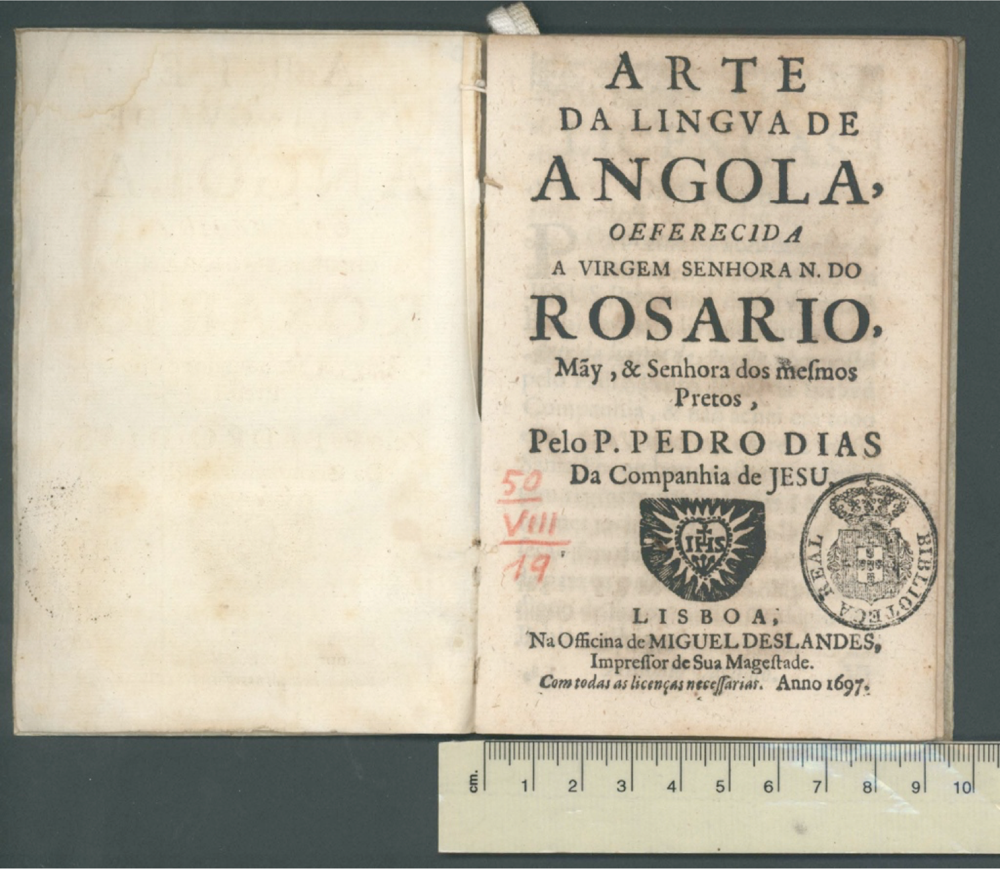 ARTE
DA LINGVA DE
ANGOLA,
OEFERECIDA
A VIRGEM SENHORA N. DO
ROSARIO,
Mãy , & Senhora dos meſmos
Pretos ,
Pelo P. PEDRO DIAS
Da Companhia de JESU.
50
VIII
19
IHS
REAL BIBLIOTECA
LISBOA,
Na Officina de MIGUEL DESLANDES,
Impreſſor de Sua Mageſtade.
Com todas as licenças neceſſarias. Anno 1697.
cm. 1 2 3 4 5 6 7 8 9 10